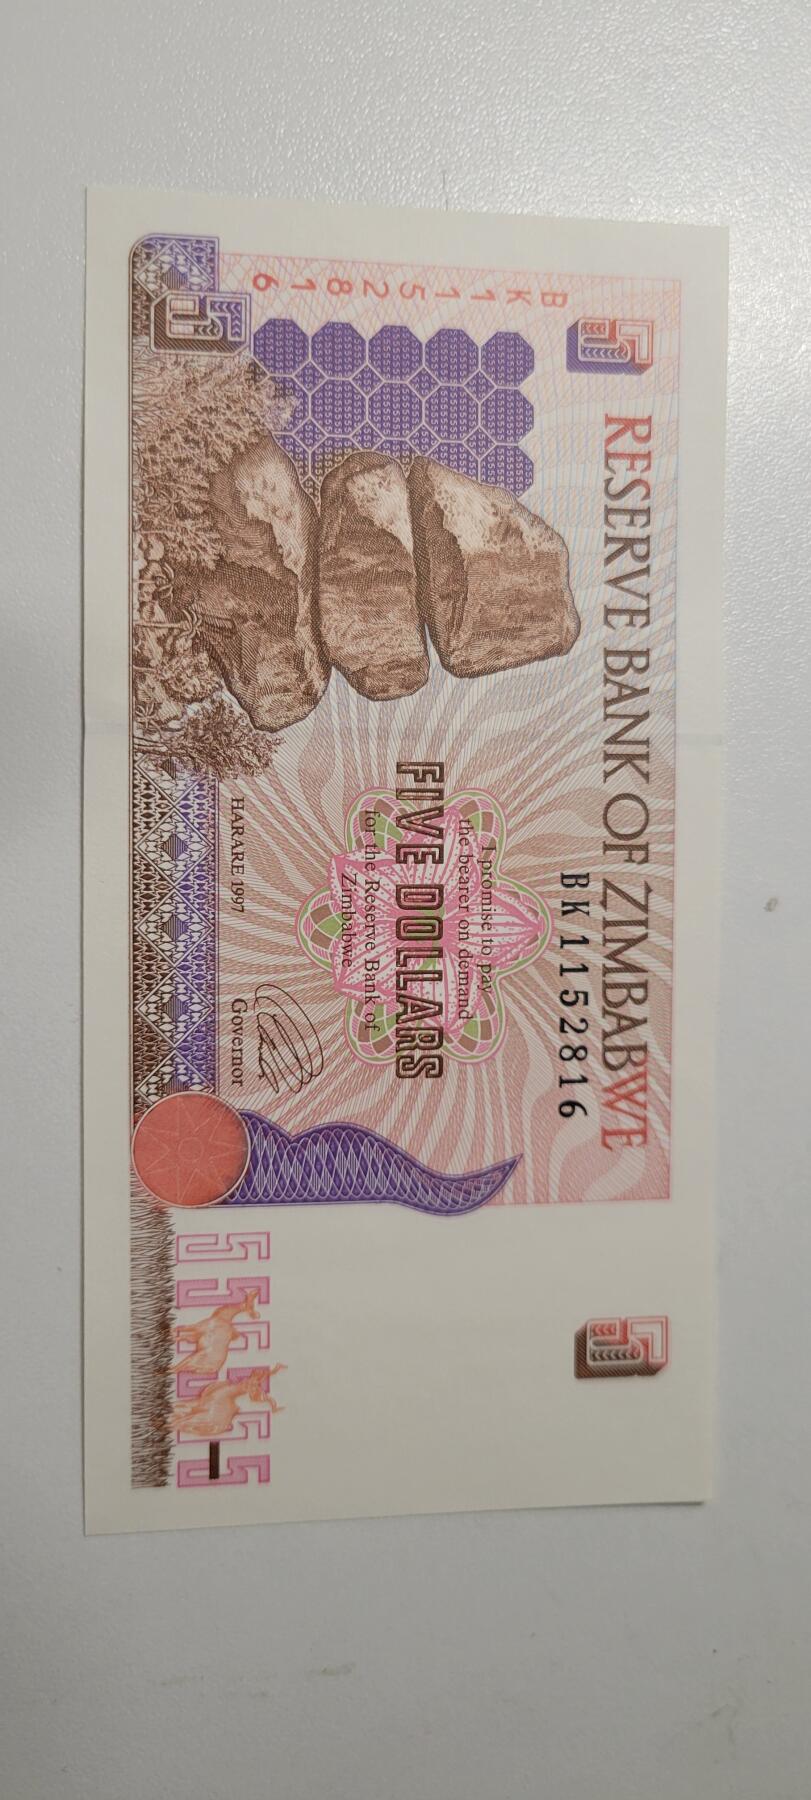 5
RESERVE BANK OF ZIMBABWE
5
BK1152816
BK1152816
I promise to pay
the bearer on demand
FIVE DOLLARS
for the Reserve Bank of
Zimbabwe
HARARE 1997
Governor
5
55555